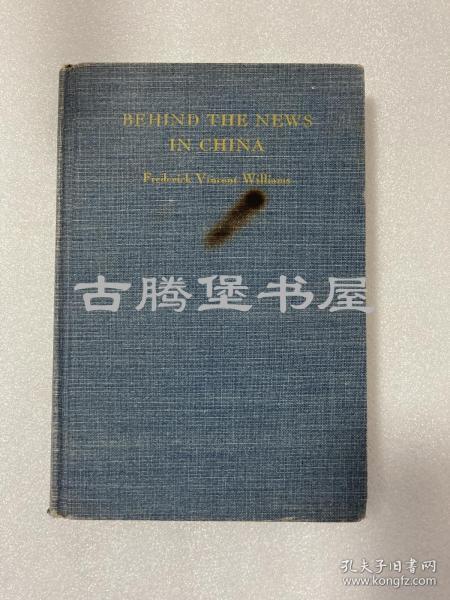 BEHIND THE NEWS
IN CHINA
Frederick Vincent Williams
古腾堡书屋
孔夫子旧书网
www.kongfz.com